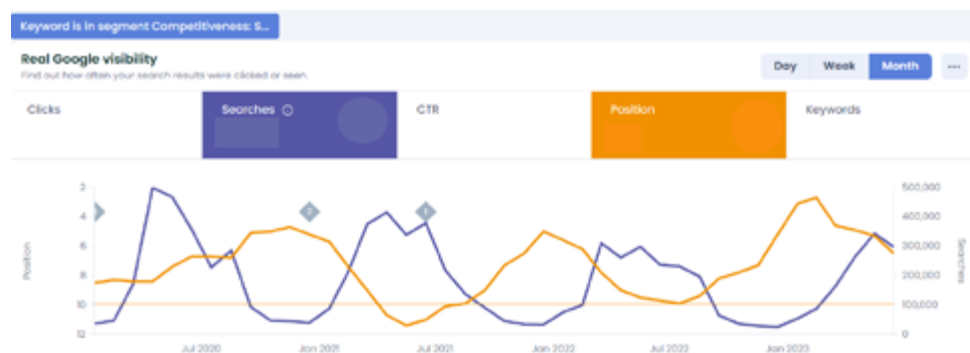 Keyword is in segment Competitiveness: S...
Real Google visibility
Find out how often your search results were clicked or seen.
Day Week Month
Clicks Searches CTR Position Keywords
2 500,000
4 400,000
6 300,000
8 200,000
10 100,000
12 0
Position
Searches
2
1
Jul 2020 Jan 2021 Jul 2021 Jan 2022 Jul 2022 Jan 2023